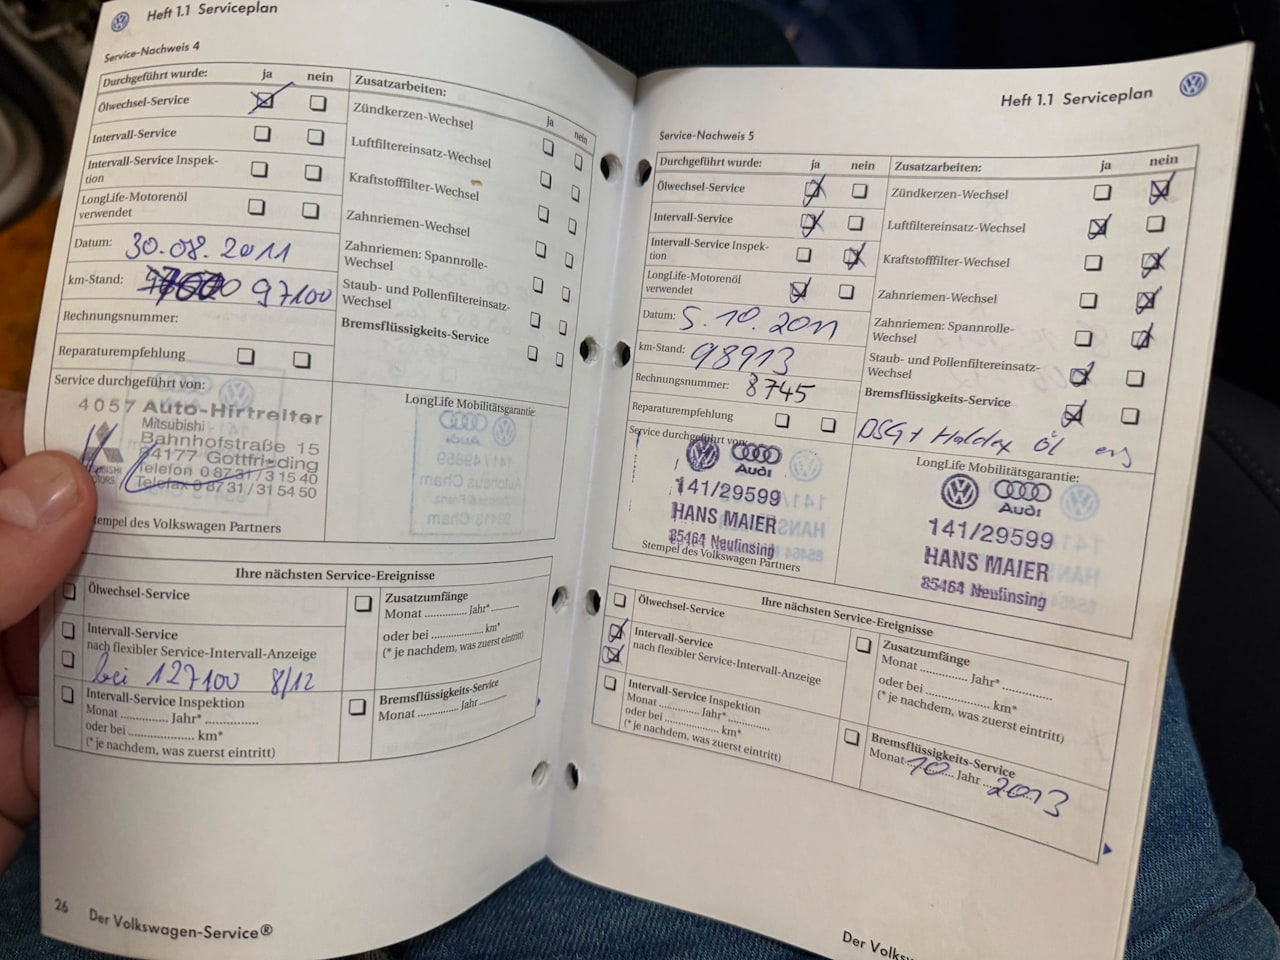 Heft 1.1 Serviceplan
Service-Nachweis 4
Durchgeführt wurde: ja nein
Ölwechsel-Service
Intervall-Service
Intervall-Service Inspek-
tion
LongLife-Motorenöl
verwendet
Datum: 30.08.2011
km-Stand: 97100
Rechnungsnummer:
Reparaturempfehlung
Zusatzarbeiten: ja nein
Zündkerzen-Wechsel
Luftfiltereinsatz-Wechsel
Kraftstofffilter-Wechsel
Zahnriemen-Wechsel
Zahnriemen: Spannrolle-
Wechsel
Staub- und Pollenfiltereinsatz-
Wechsel
Bremsflüssigkeits-Service
Service durchgeführt von:
4057 Auto-Hirtreiter
Mitsubishi
Bahnhofstraße 15
84177 Gottfrieding
Telefon 0 87 31 / 3 15 40
Telefax 0 87 31 / 31 54 50
MOTORS
tempel des Volkswagen Partners
LongLife Mobilitätsgarantie:
Ihre nächsten Service-Ereignisse
Ölwechsel-Service
Intervall-Service
nach flexibler Service-Intervall-Anzeige
bei 127100 8/12
Intervall-Service Inspektion
Monat ............. Jahr* ..............
oder bei ................. km*
(* je nachdem, was zuerst eintritt)
Zusatzumfänge
Monat ............. Jahr* .........
oder bei ................. km*
(* je nachdem, was zuerst eintritt)
Bremsflüssigkeits-Service
Monat ............. Jahr .........
26 Der Volkswagen-Service®
Heft 1.1 Serviceplan
Service-Nachweis 5
Durchgeführt wurde: ja nein
Ölwechsel-Service
Intervall-Service
Intervall-Service Inspek-
tion
LongLife-Motorenöl
verwendet
Datum: 5.10.2011
km-Stand: 98913
Rechnungsnummer: 8745
Reparaturempfehlung
Zusatzarbeiten: ja nein
Zündkerzen-Wechsel
Luftfiltereinsatz-Wechsel
Kraftstofffilter-Wechsel
Zahnriemen-Wechsel
Zahnriemen: Spannrolle-
Wechsel
Staub- und Pollenfiltereinsatz-
Wechsel
Bremsflüssigkeits-Service
DSG + Haldex Öl
Service durchgeführt von:
Audi
141/29599
HANS MAIER
85464 Neufinsing
Stempel des Volkswagen Partners
LongLife Mobilitätsgarantie:
Audi
141/29599
HANS MAIER
85464 Neufinsing
Ihre nächsten Service-Ereignisse
Ölwechsel-Service
Intervall-Service
nach flexibler Service-Intervall-Anzeige
Intervall-Service Inspektion
Monat ............. Jahr* ............
oder bei ................. km*
(* je nachdem, was zuerst eintritt)
Zusatzumfänge
Monat ............. Jahr* ..............
oder bei ................. km*
(* je nachdem, was zuerst eintritt)
Bremsflüssigkeits-Service
Monat 10 Jahr 2013
Der Volks